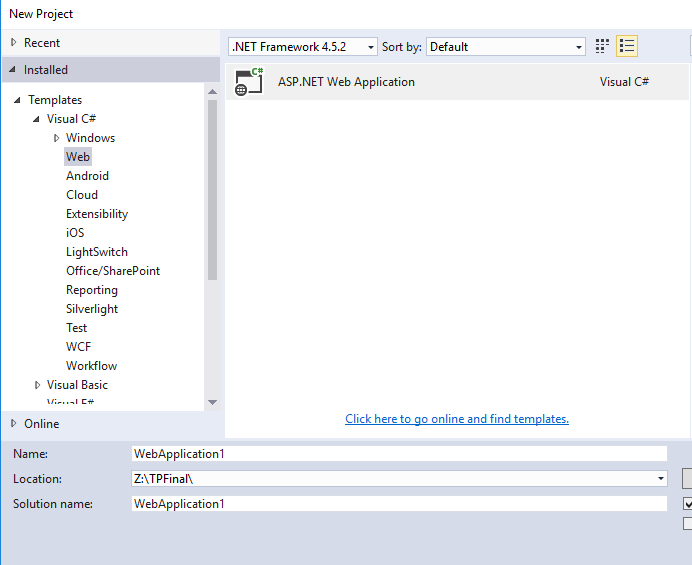 New Project
Recent
.NET Framework 4.5.2 Sort by: Default
Installed
Templates
Visual C#
Windows
Web
Android
Cloud
Extensibility
iOS
LightSwitch
Office/SharePoint
Reporting
Silverlight
Test
WCF
Workflow
Visual Basic
Visual F#
Online
C# ASP.NET Web Application Visual C#
Click here to go online and find templates.
Name: WebApplication1
Location: Z:\TPFinal\
Solution name: WebApplication1